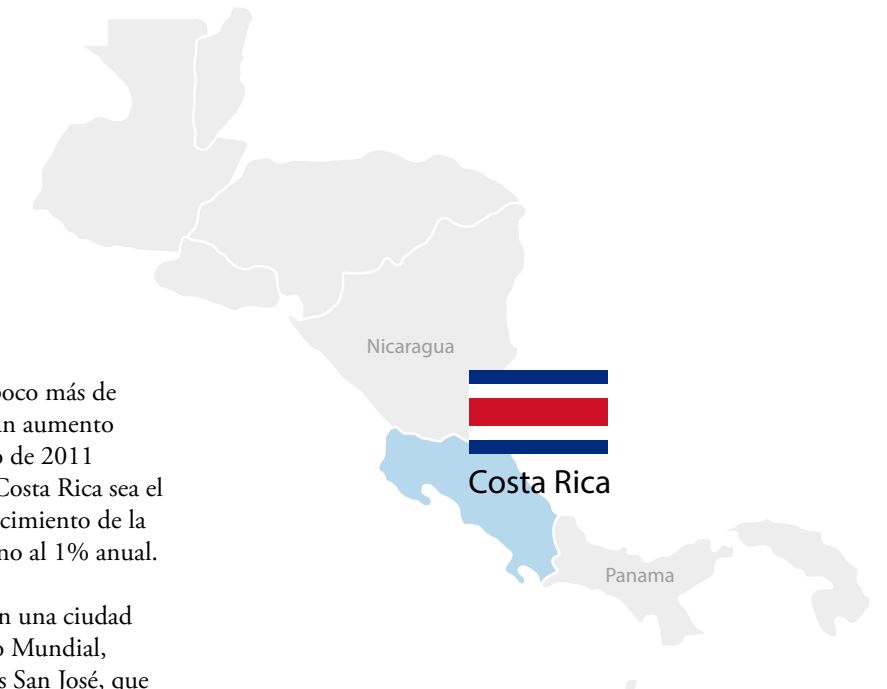 Nicaragua
Costa Rica
Panama
poco más de
un aumento
o de 2011
Costa Rica sea el
cimiento de la
no al 1% anual.
n una ciudad
o Mundial,
s San José, que